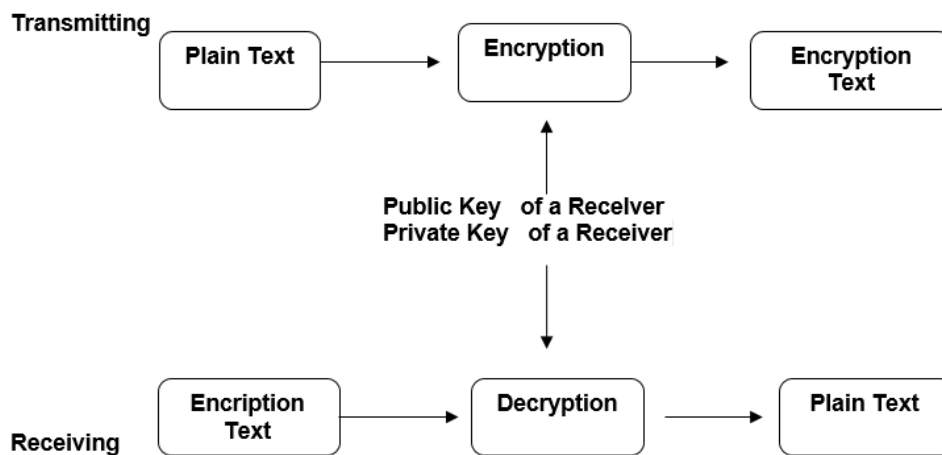 Transmitting
Plain Text
Encryption
Encryption
Text
Public Key of a Recelver
Private Key of a Receiver
Encription
Text
Decryption
Plain Text
Receiving